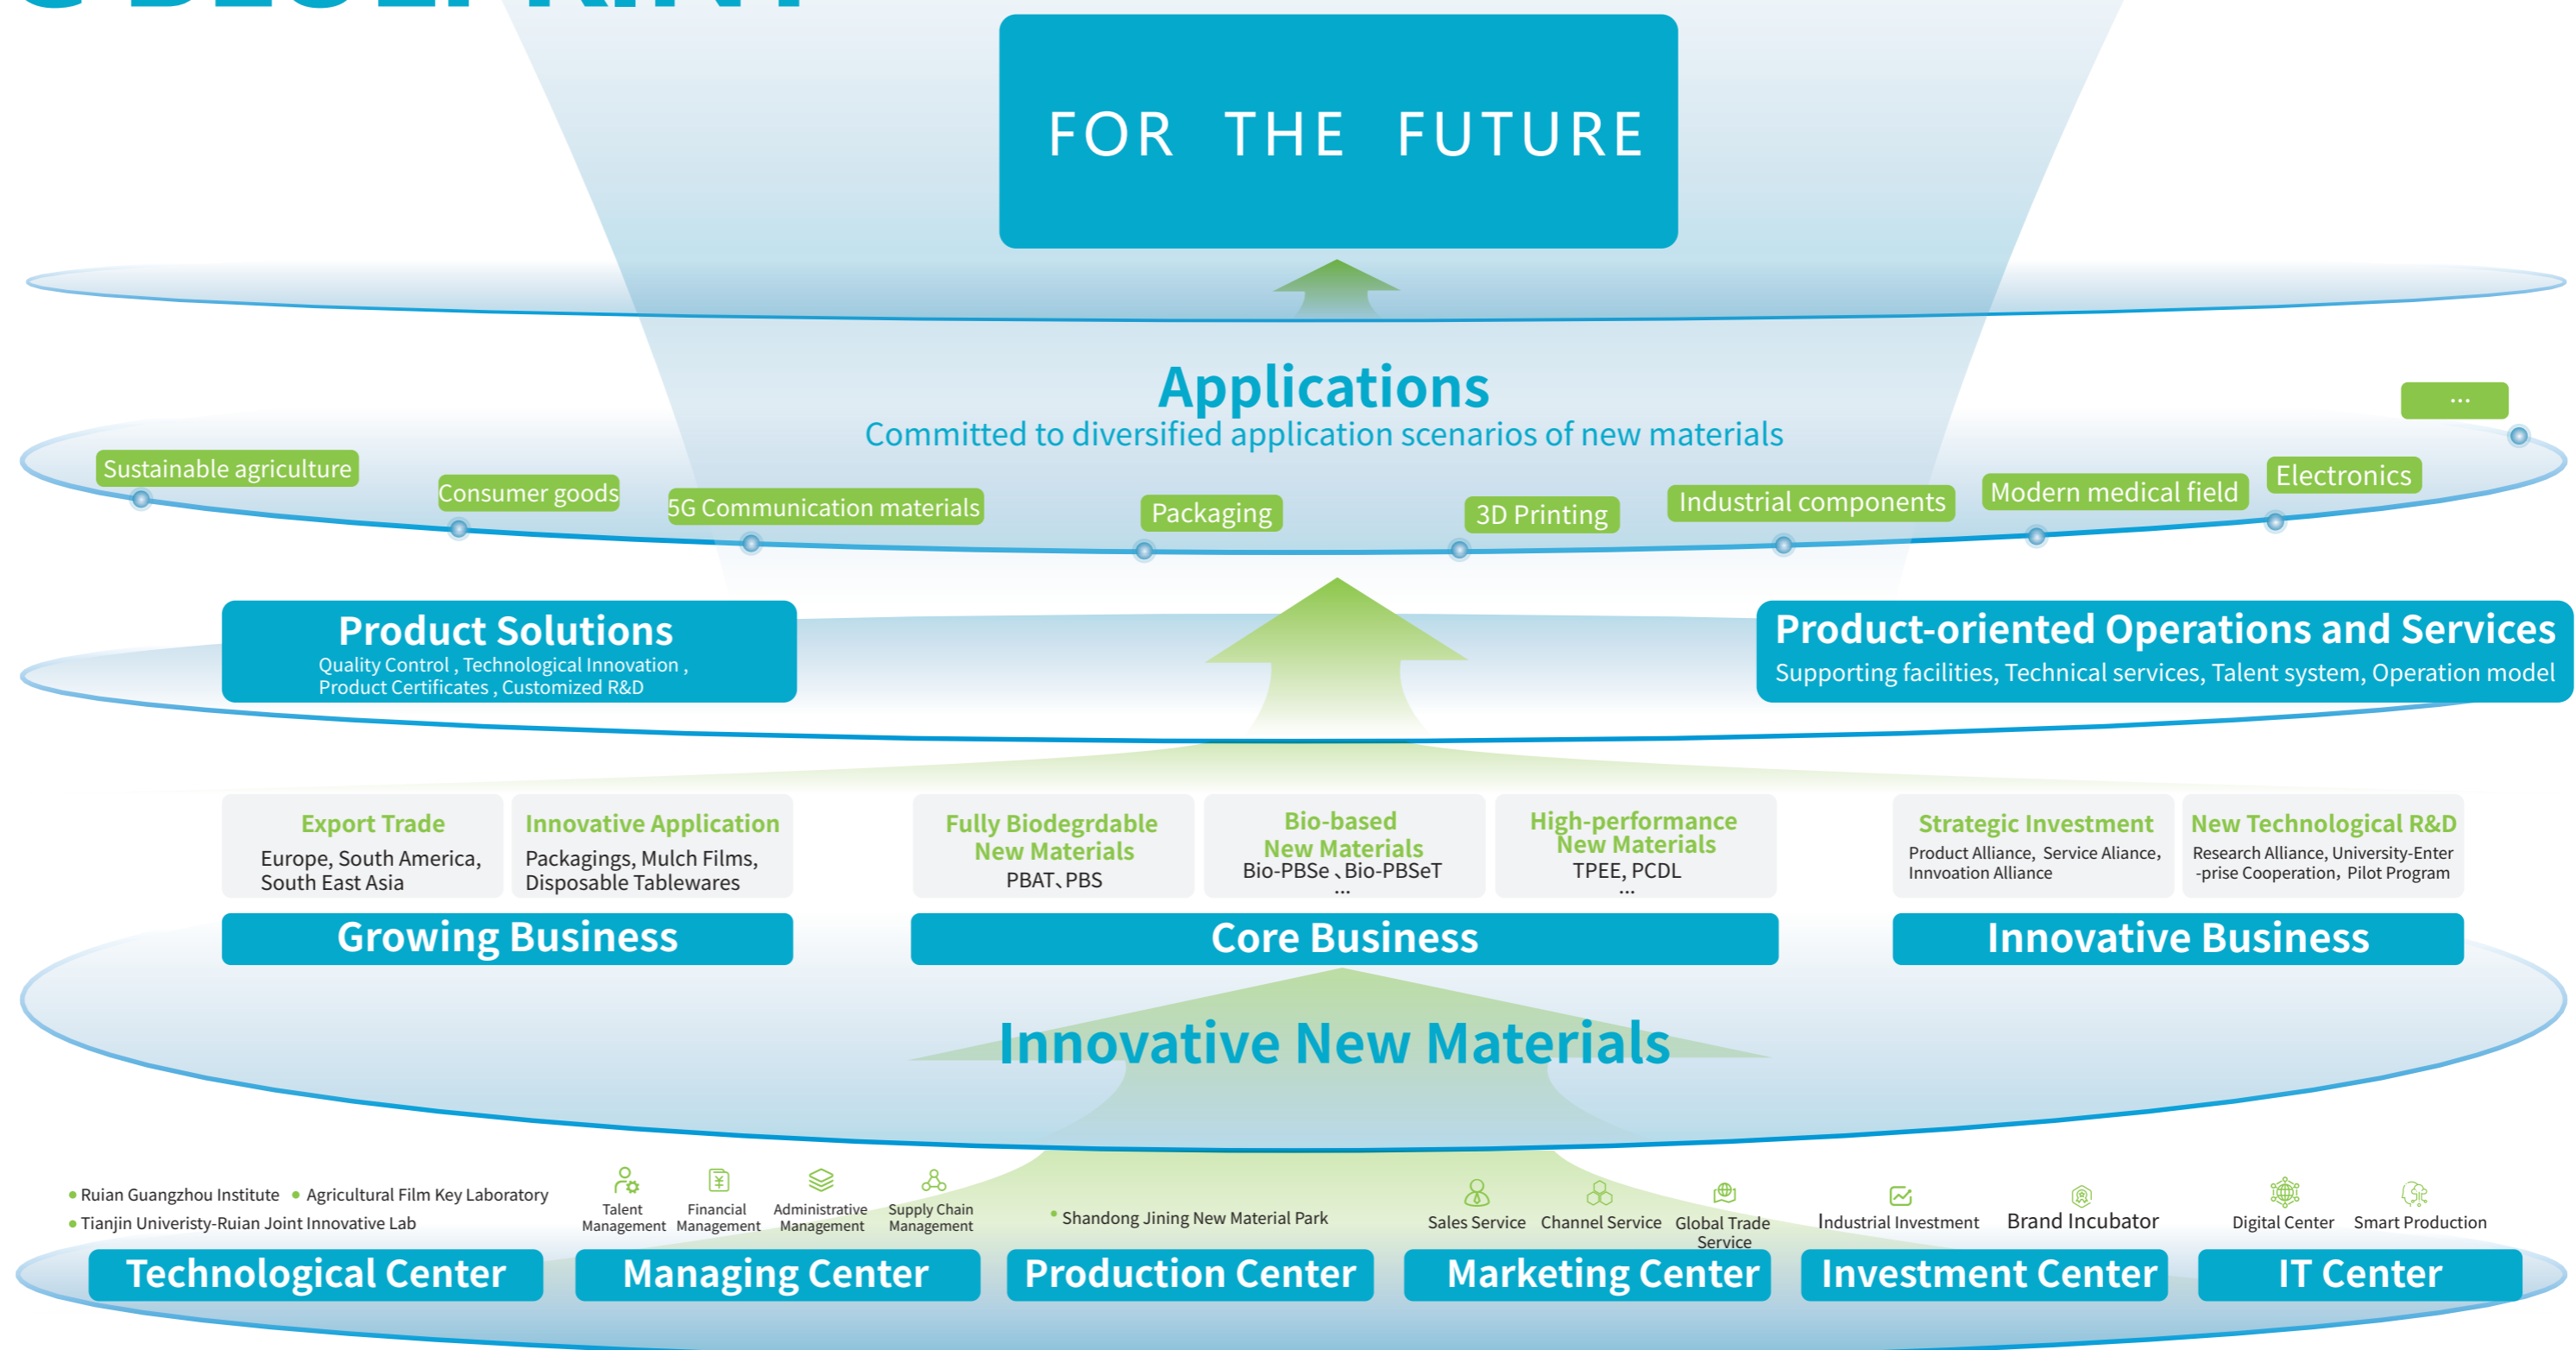 BLUEPRINT
FOR THE FUTURE
Applications
Committed to diversified application scenarios of new materials
...
Sustainable agriculture
Consumer goods
5G Communication materials
Packaging
3D Printing
Industrial components
Modern medical field
Electronics
Product Solutions
Quality Control , Technological Innovation ,
Product Certificates , Customized R&D
Product-oriented Operations and Services
Supporting facilities, Technical services, Talent system, Operation model
Export Trade
Europe, South America,
South East Asia
Innovative Application
Packagings, Mulch Films,
Disposable Tablewares
Growing Business
Fully Biodegrdable
New Materials
PBAT、PBS
Bio-based
New Materials
Bio-PBSe 、Bio-PBSeT
...
High-performance
New Materials
TPEE, PCDL
...
Core Business
Strategic Investment
Product Alliance, Service Aliance,
Innvoation Alliance
New Technological R&D
Research Alliance, University-Enter
-prise Cooperation, Pilot Program
Innovative Business
Innovative New Materials
• Ruian Guangzhou Institute • Agricultural Film Key Laboratory
• Tianjin Univeristy-Ruian Joint Innovative Lab
Technological Center
Talent
Management
Financial
Management
Administrative
Management
Supply Chain
Management
Managing Center
• Shandong Jining New Material Park
Production Center
Sales Service
Channel Service
Global Trade
Service
Marketing Center
Industrial Investment
Brand Incubator
Investment Center
Digital Center
Smart Production
IT Center